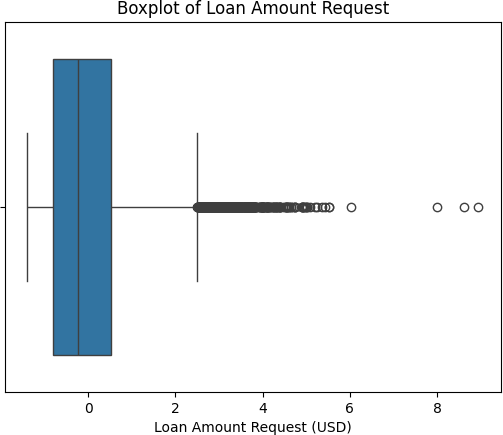 Boxplot of Loan Amount Request
0 2 4 6 8
Loan Amount Request (USD)